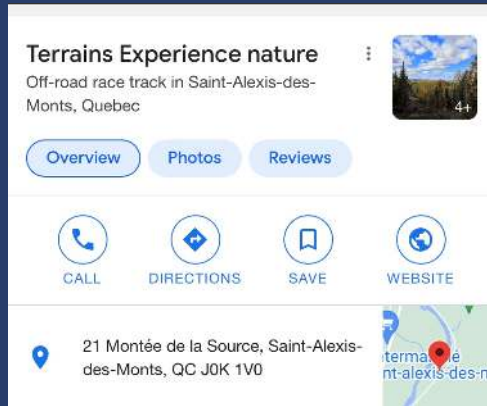 Terrains Experience nature
Off-road race track in Saint-Alexis-des-
Monts, Quebec
4+
Overview Photos Reviews
CALL DIRECTIONS SAVE WEBSITE
21 Montée de la Source, Saint-Alexis-
des-Monts, QC J0K 1V0